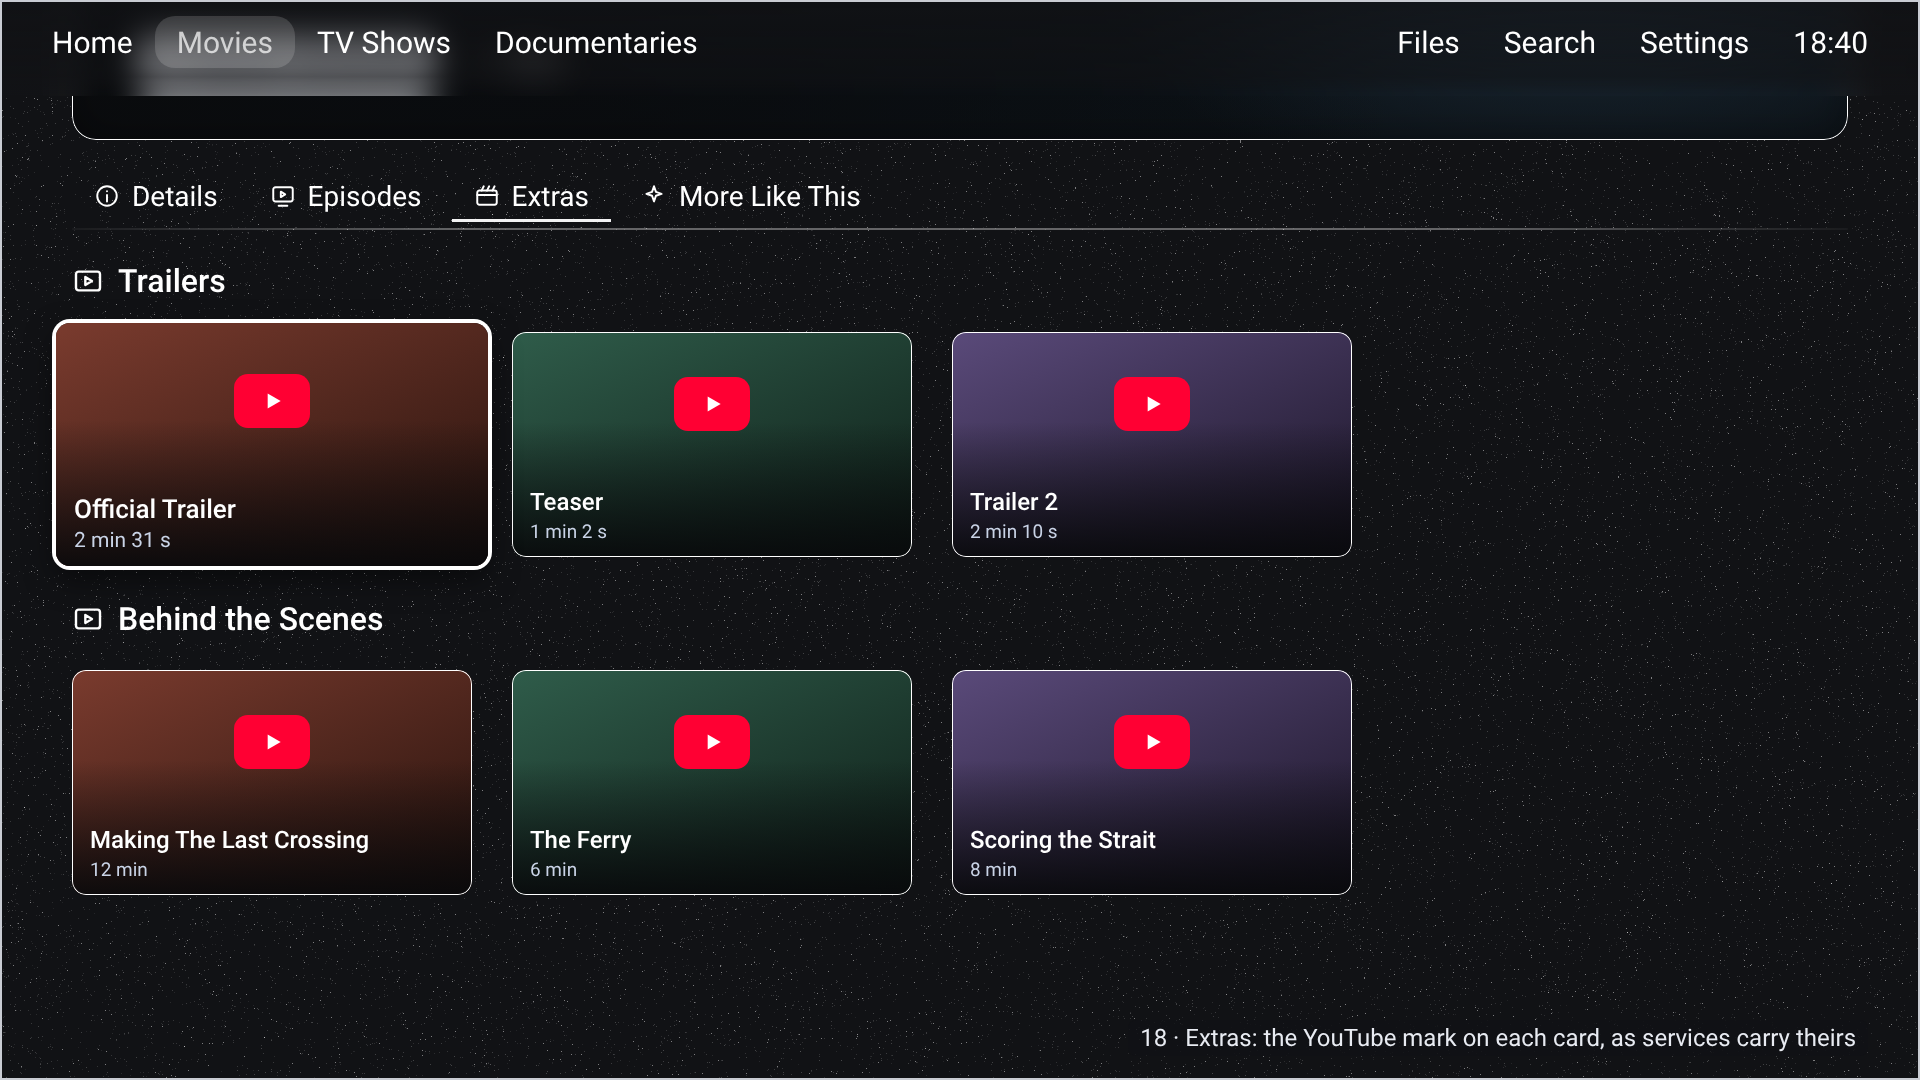 Home Movies TV Shows Documentaries Files Search Settings 18:40
Details Episodes Extras More Like This
Trailers
Official Trailer
2 min 31 s
Teaser
1 min 2 s
Trailer 2
2 min 10 s
Behind the Scenes
Making The Last Crossing
12 min
The Ferry
6 min
Scoring the Strait
8 min
18 · Extras: the YouTube mark on each card, as services carry theirs